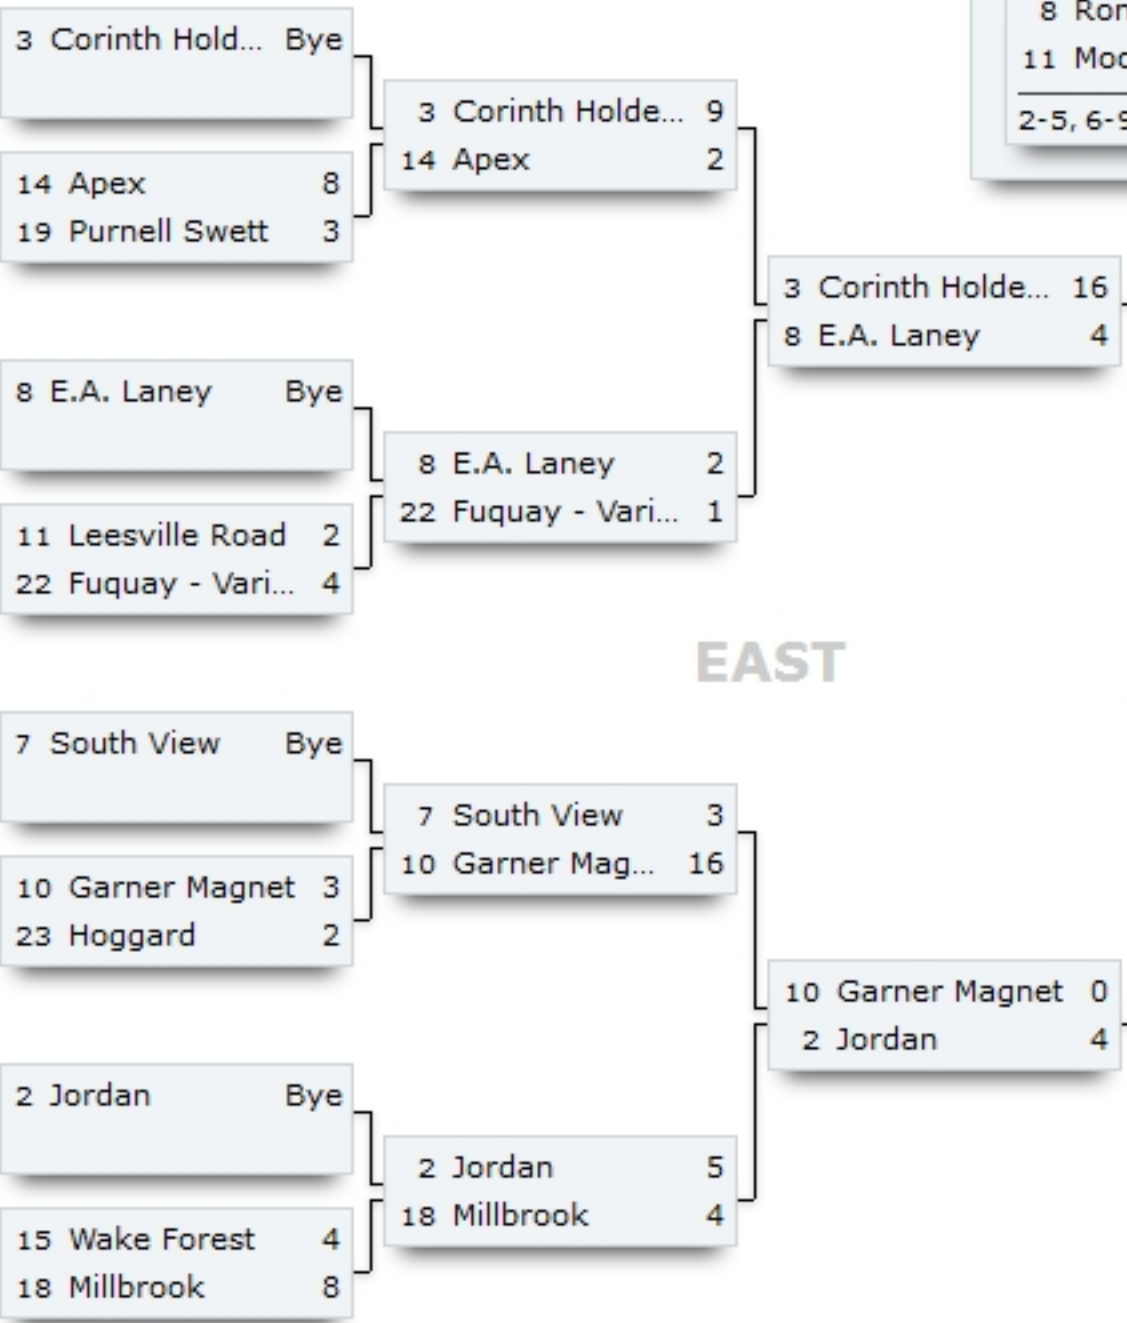 3 Corinth Hold... Bye
14 Apex 8
19 Purnell Swett 3
8 E.A. Laney Bye
11 Leesville Road 2
22 Fuquay - Vari... 4
7 South View Bye
10 Garner Magnet 3
23 Hoggard 2
2 Jordan Bye
15 Wake Forest 4
18 Millbrook 8
3 Corinth Holde... 9
14 Apex 2
8 E.A. Laney 2
22 Fuquay - Vari... 1
7 South View 3
10 Garner Mag... 16
2 Jordan 5
18 Millbrook 4
EAST
3 Corinth Holde... 16
8 E.A. Laney 4
10 Garner Magnet 0
2 Jordan 4
8
11
2-5, 6-9